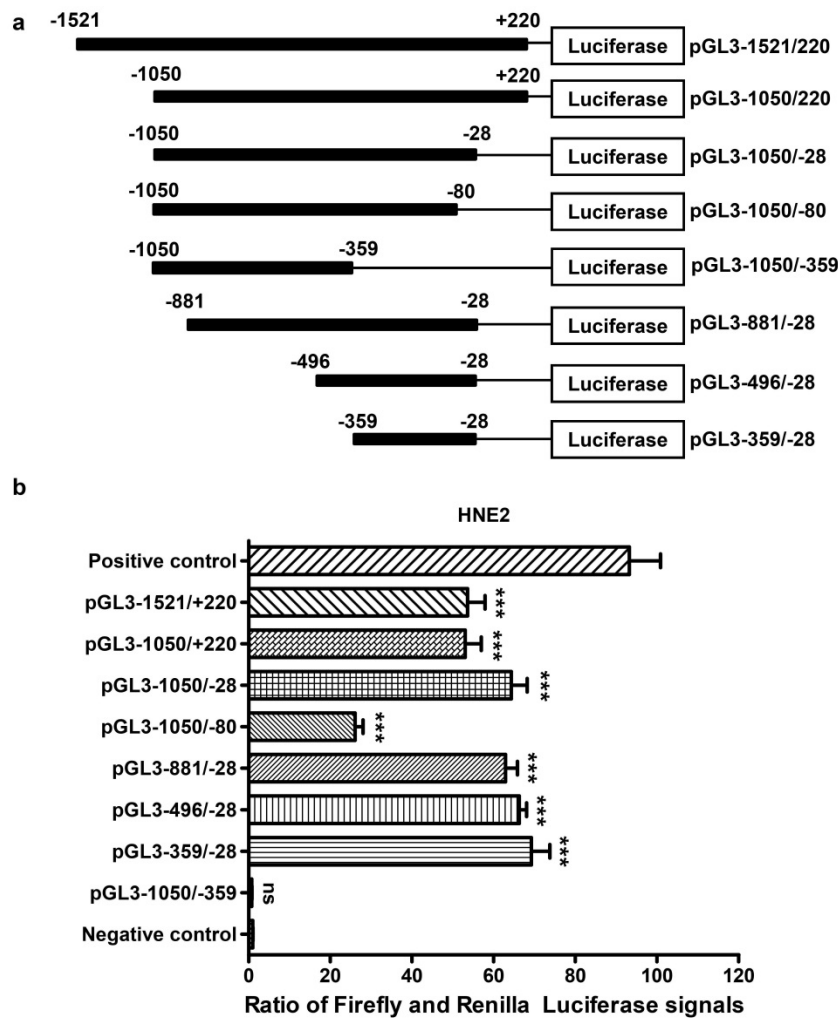 a
-1521 +220
Luciferase pGL3-1521/220
-1050 +220
Luciferase pGL3-1050/220
-1050 -28
Luciferase pGL3-1050/-28
-1050 -80
Luciferase pGL3-1050/-80
-1050 -359
Luciferase pGL3-1050/-359
-881 -28
Luciferase pGL3-881/-28
-496 -28
Luciferase pGL3-496/-28
-359 -28
Luciferase pGL3-359/-28
b
HNE2
Positive control
pGL3-1521/+220 ***
pGL3-1050/+220 ***
pGL3-1050/-28 ***
pGL3-1050/-80 ***
pGL3-881/-28 ***
pGL3-496/-28 ***
pGL3-359/-28 ***
pGL3-1050/-359 ns
Negative control
0 20 40 60 80 100 120
Ratio of Firefly and Renilla Luciferase signals